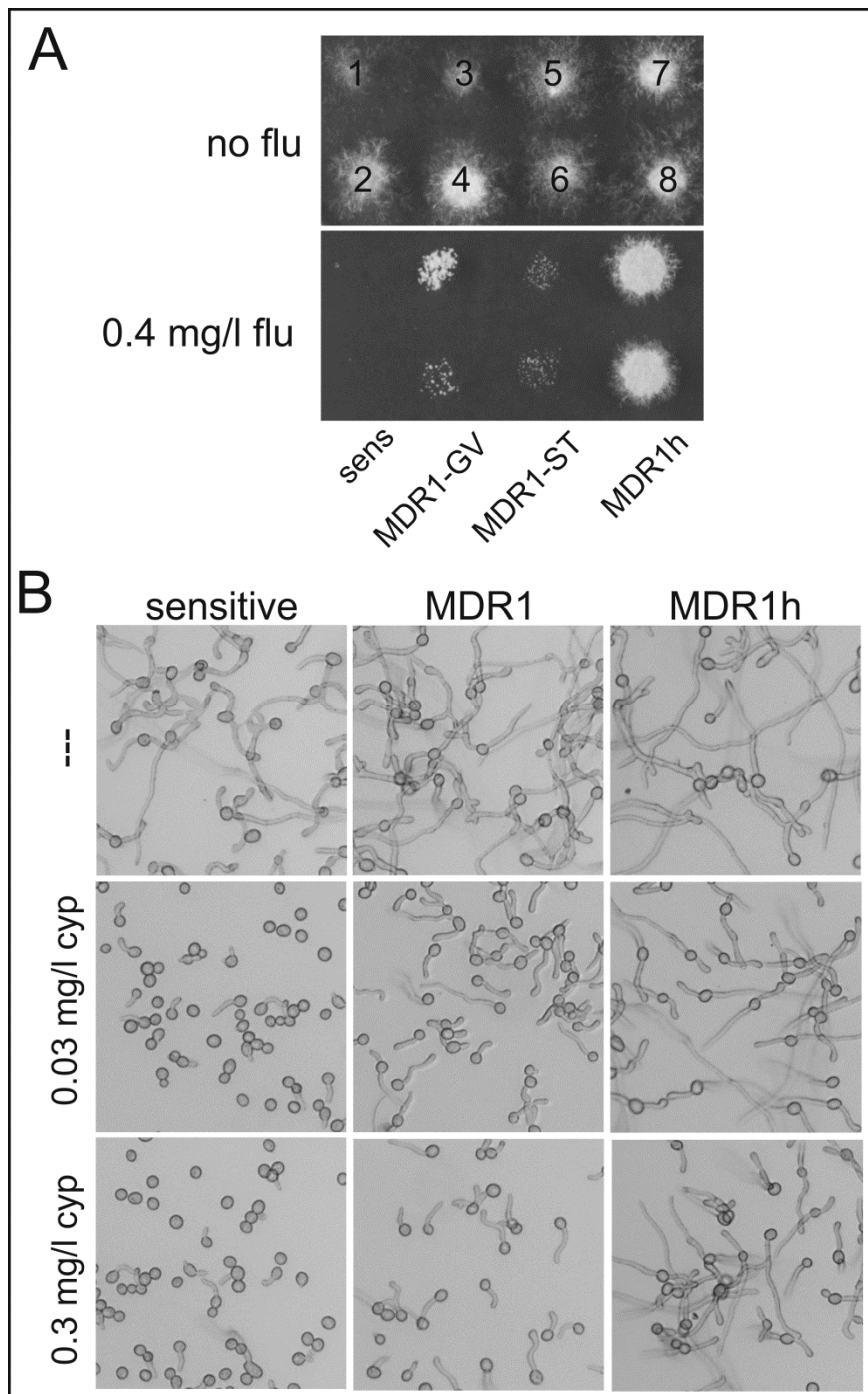 A
1 3 5 7
no flu
2 4 6 8
0.4 mg/l flu
sens
MDR1-GV
MDR1-ST
MDR1h
B
sensitive MDR1 MDR1h
---
0.03 mg/l cyp
0.3 mg/l cyp